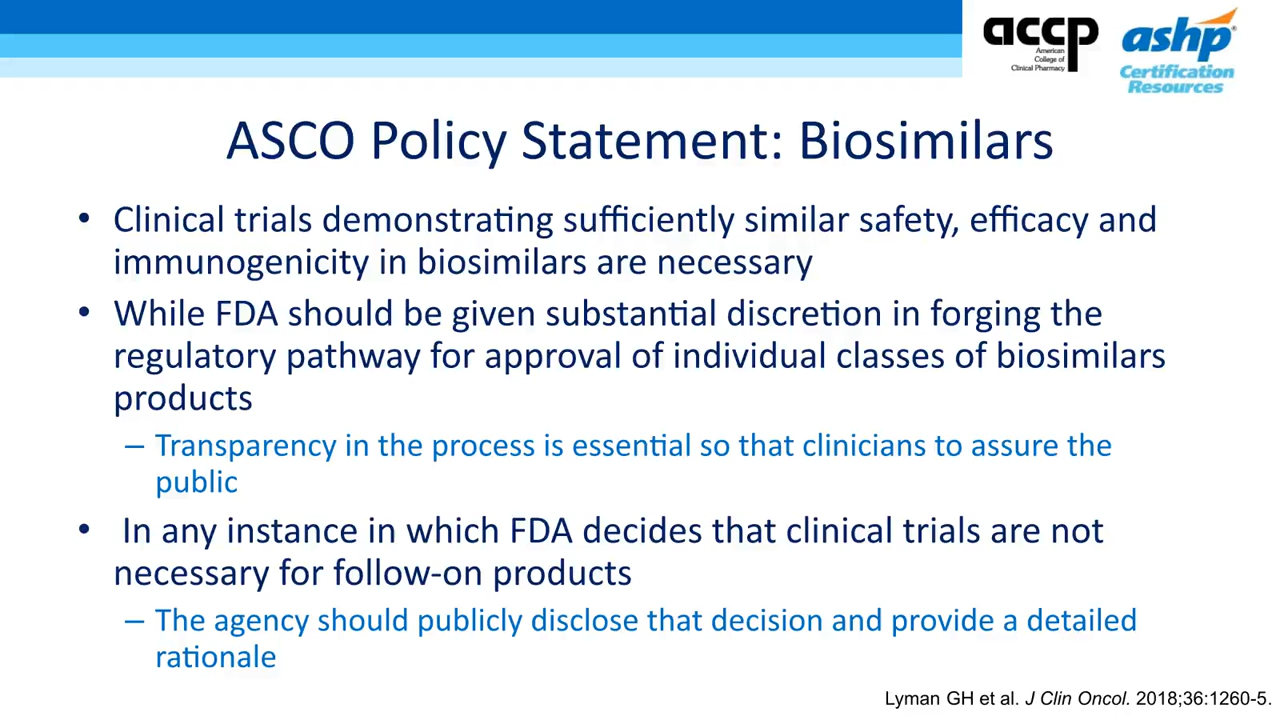 accp
American
College of
Clinical Pharmacy
ashp®
Certification
Resources
ASCO Policy Statement: Biosimilars
• Clinical trials demonstrating sufficiently similar safety, efficacy and
immunogenicity in biosimilars are necessary
• While FDA should be given substantial discretion in forging the
regulatory pathway for approval of individual classes of biosimilars
products
– Transparency in the process is essential so that clinicians to assure the
public
• In any instance in which FDA decides that clinical trials are not
necessary for follow-on products
– The agency should publicly disclose that decision and provide a detailed
rationale
Lyman GH et al. J Clin Oncol. 2018;36:1260-5.